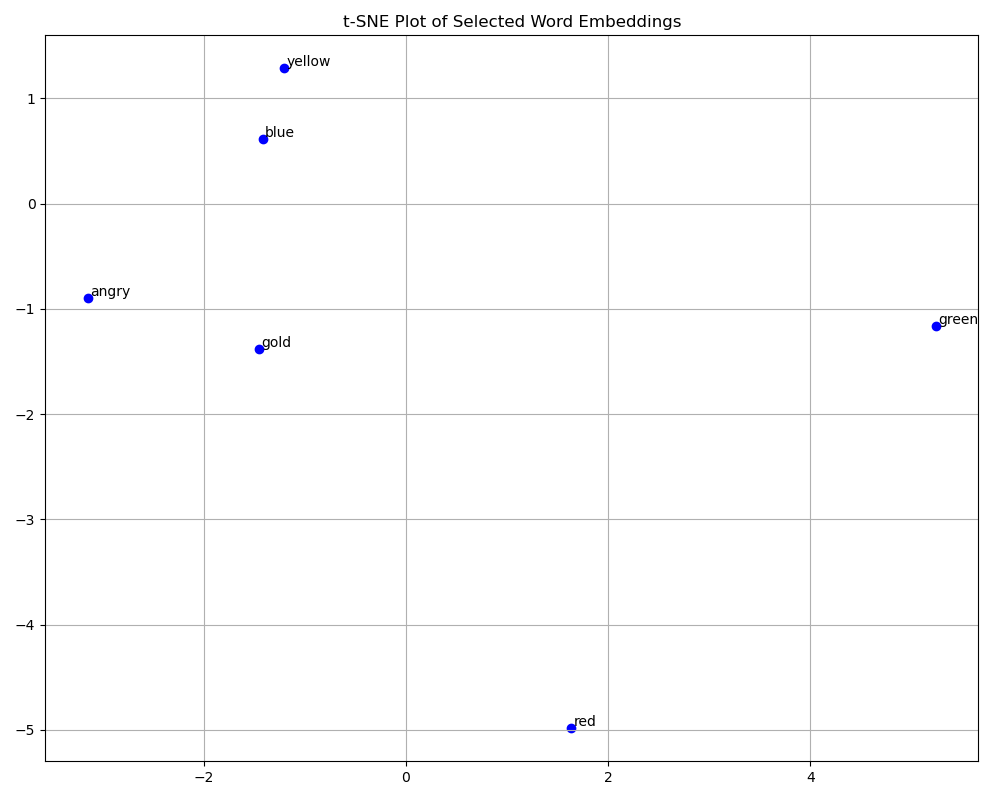 t-SNE Plot of Selected Word Embeddings
yellow
1
blue
0
angry
−1
green
gold
−2
−3
−4
red
−5
−2 0 2 4